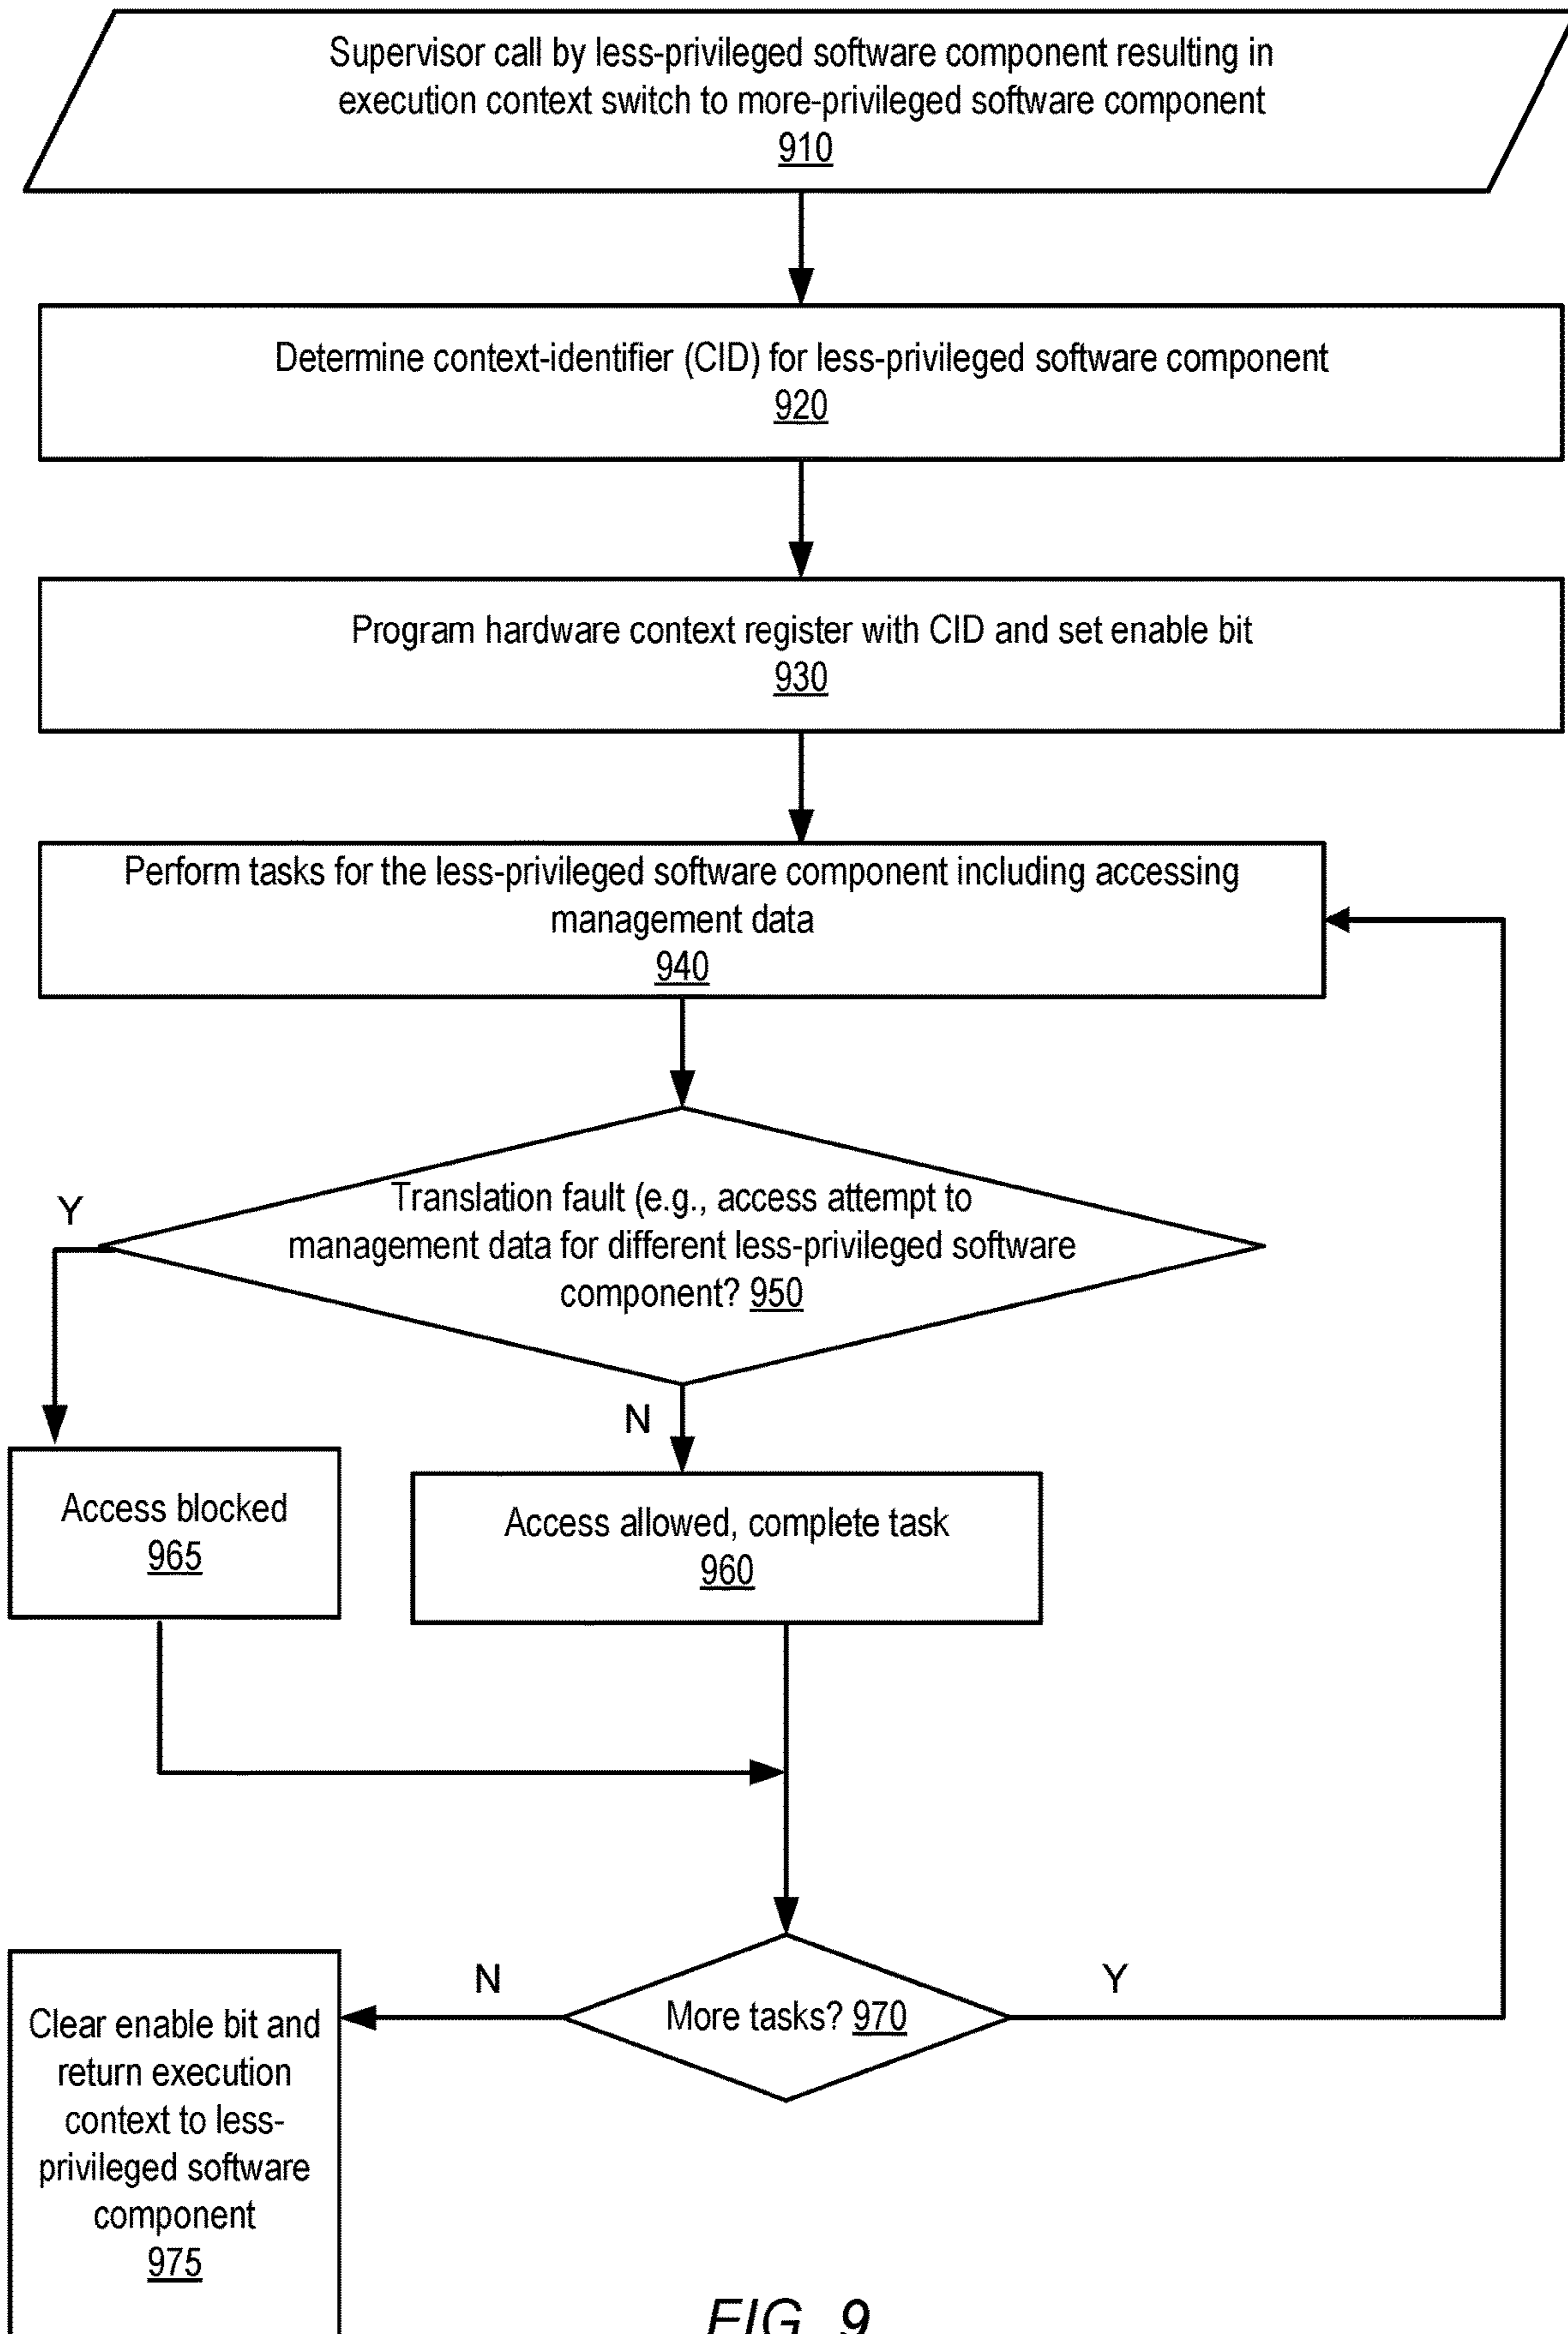 Supervisor call by less-privileged software component resulting in
execution context switch to more-privileged software component
910
Determine context-identifier (CID) for less-privileged software component
920
Program hardware context register with CID and set enable bit
930
Perform tasks for the less-privileged software component including accessing
management data
940
Y
Translation fault (e.g., access attempt to
management data for different less-privileged software
component? 950
N
Access blocked
965
Access allowed, complete task
960
N
More tasks? 970
Y
Clear enable bit and
return execution
context to less-
privileged software
component
975
FIG. 9